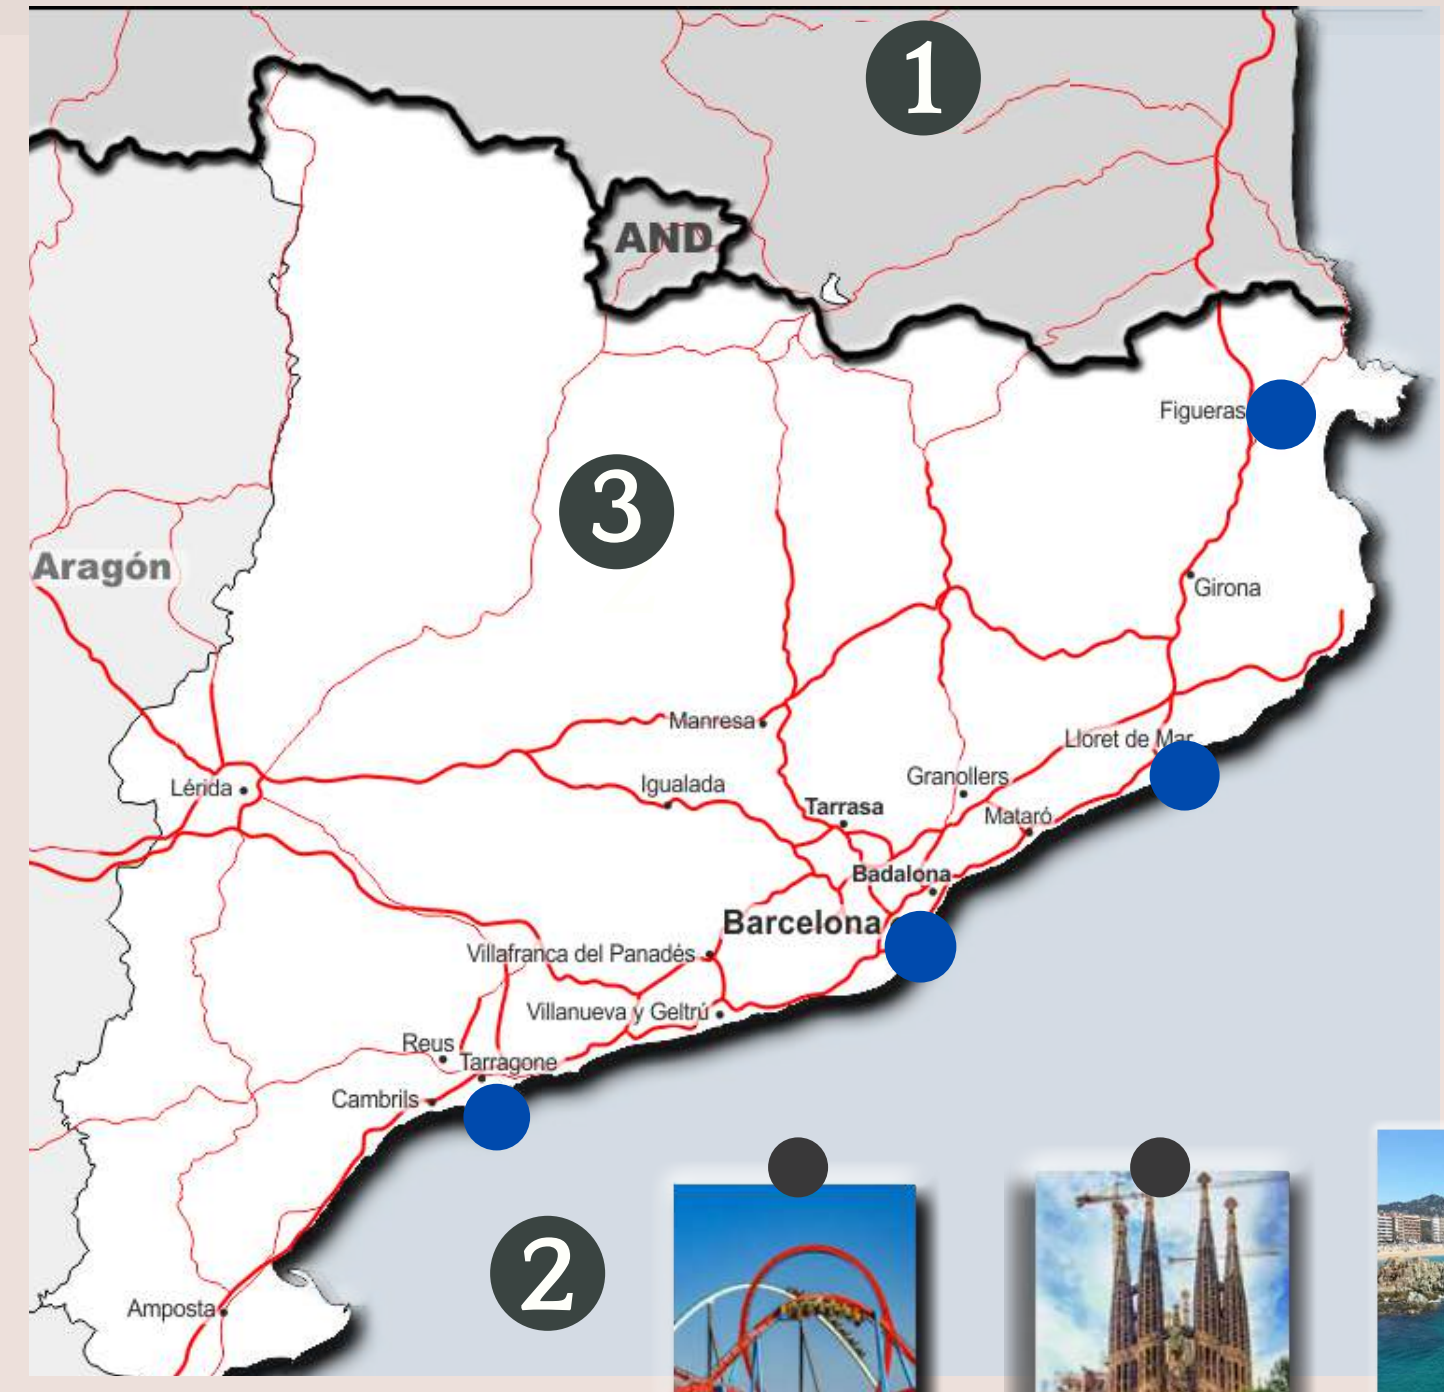 1
AND
Figueras
3
Aragón
Girona
Manresa
Lloret de Mar
Lérida
Igualada
Granollers
Tarrasa
Mataró
Badalona
Barcelona
Villafranca del Panadés
Villanueva y Geltrú
Reus
Tarragone
Cambrils
2
Amposta